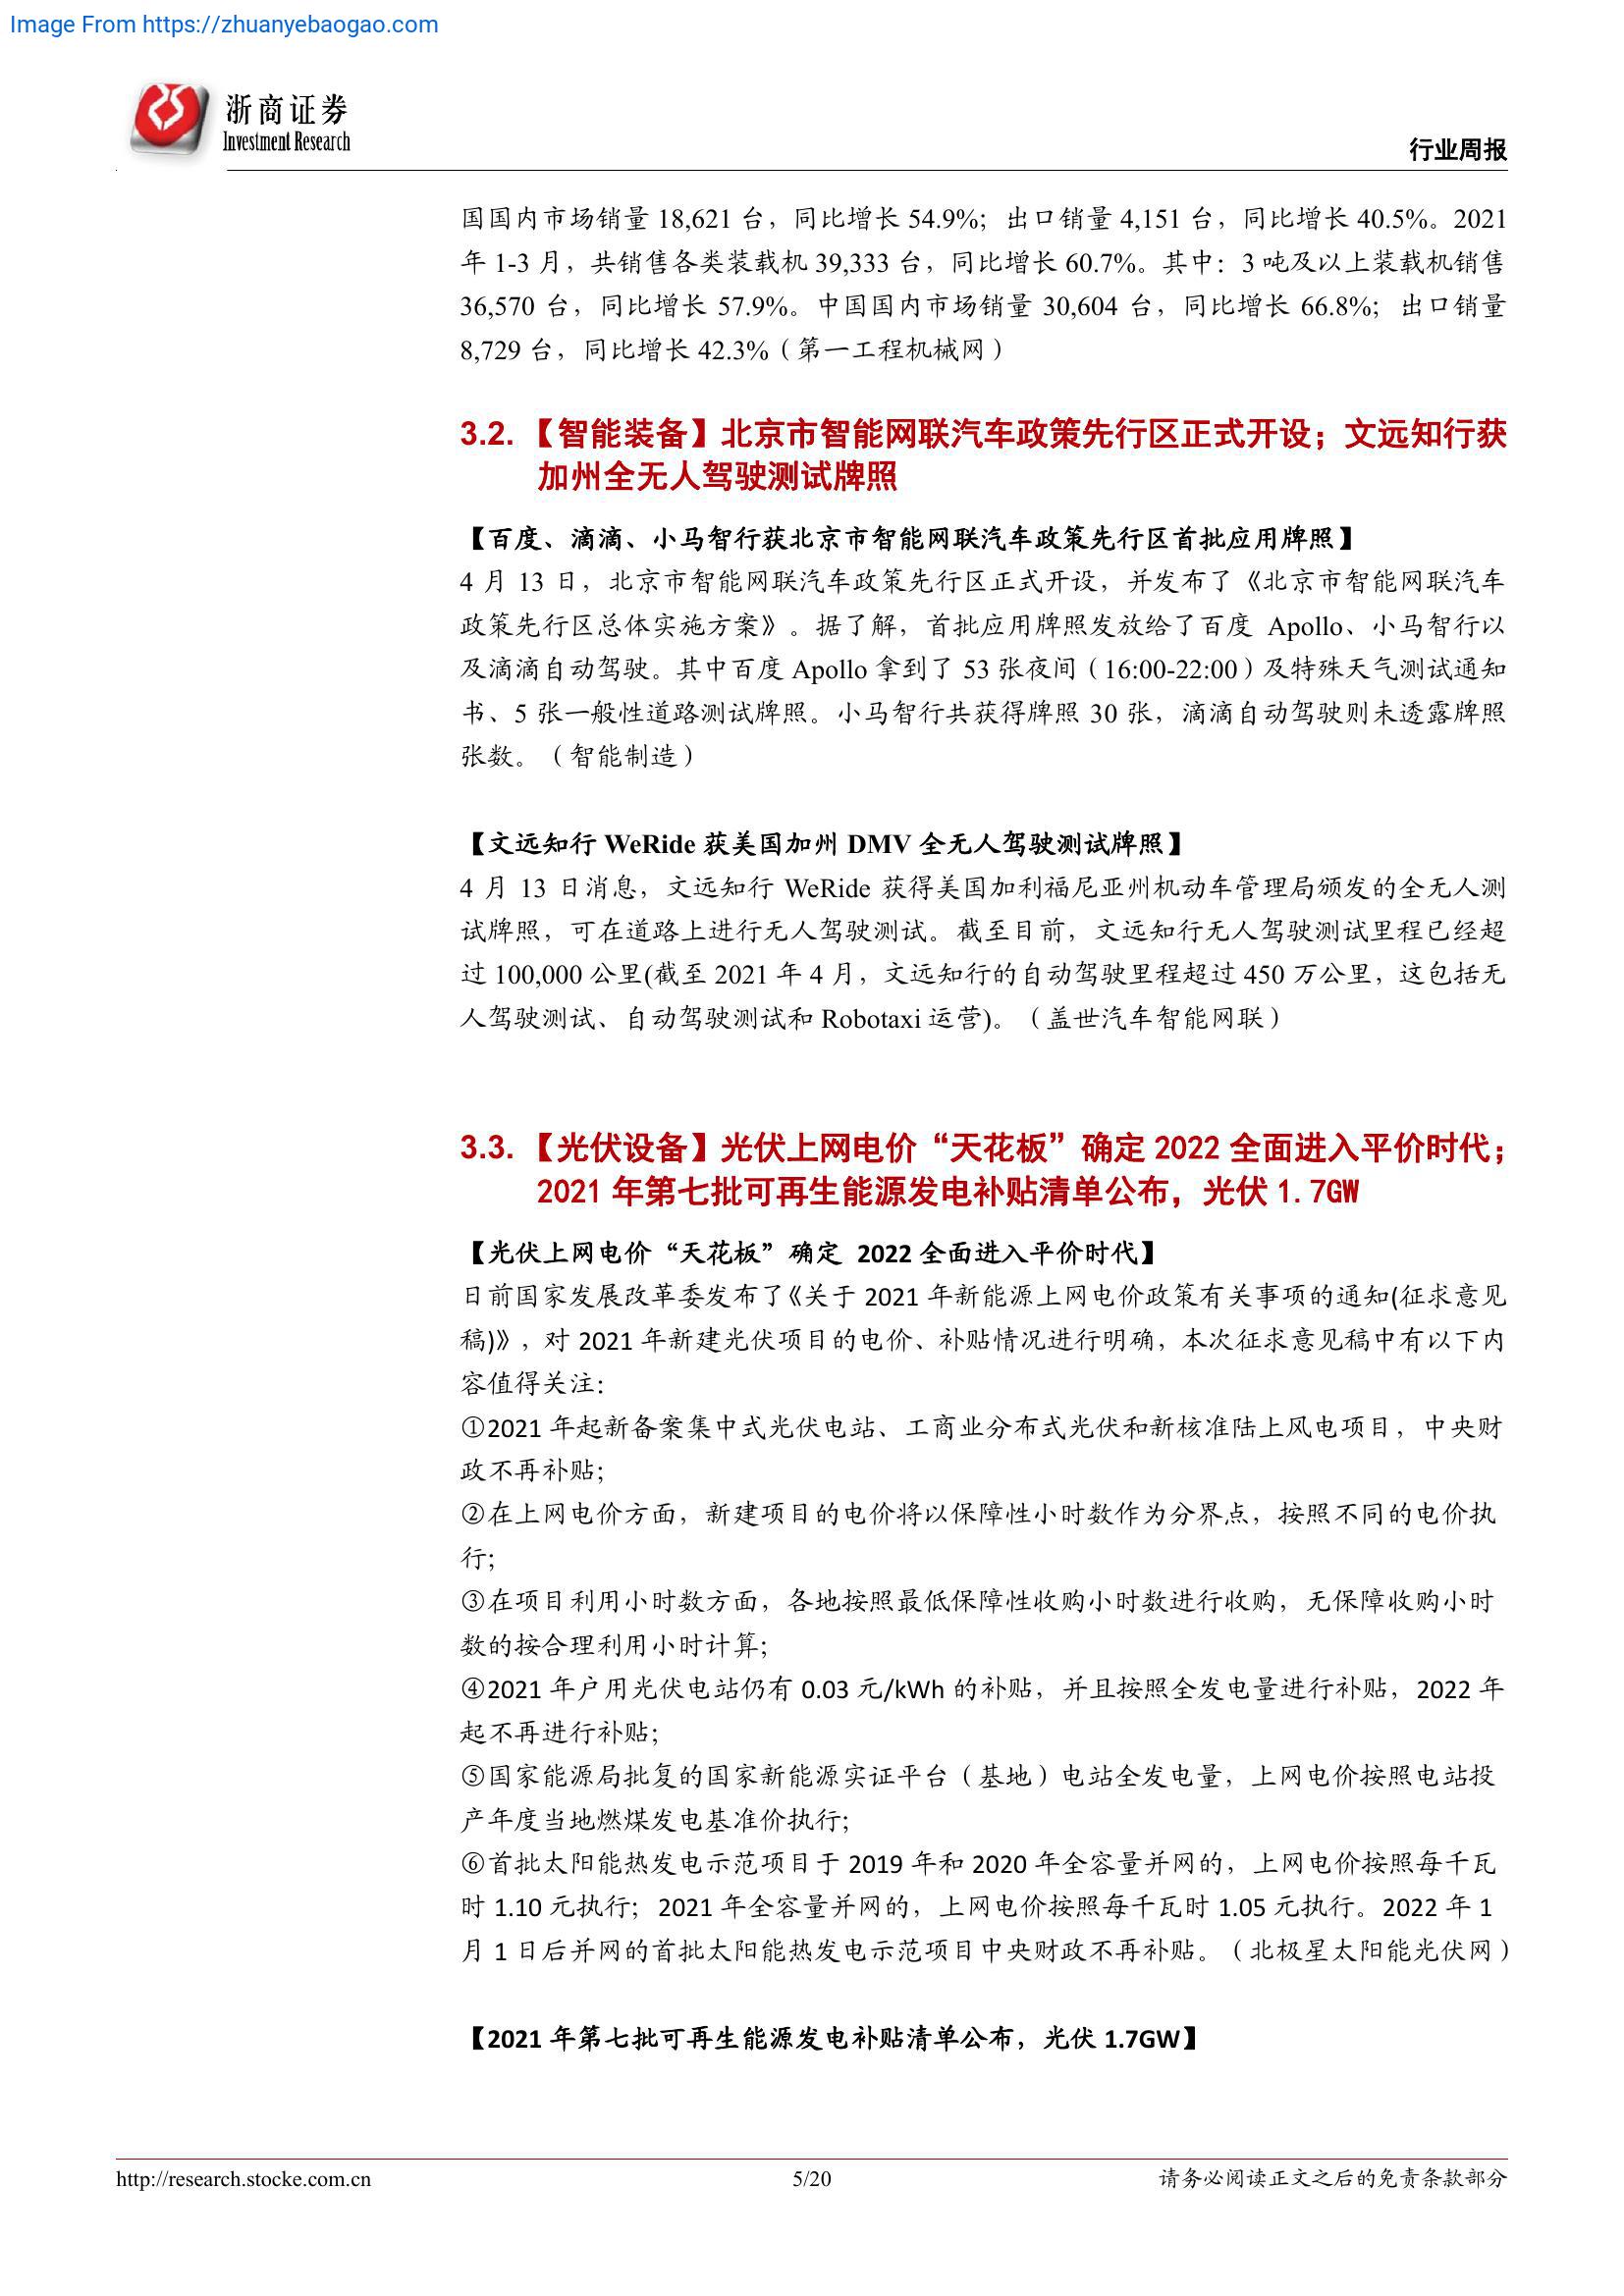 Image From https://zhuanyebaogao.com
浙商证券
Investment Research
行业周报
国国内市场销量 18,621 台，同比增长 54.9%；出口销量 4,151 台，同比增长 40.5%。2021
年 1-3 月，共销售各类装载机 39,333 台，同比增长 60.7%。其中：3 吨及以上装载机销售
36,570 台，同比增长 57.9%。中国国内市场销量 30,604 台，同比增长 66.8%；出口销量
8,729 台，同比增长 42.3%（第一工程机械网）
3.2. 【智能装备】北京市智能网联汽车政策先行区正式开设；文远知行获
加州全无人驾驶测试牌照
【百度、滴滴、小马智行获北京市智能网联汽车政策先行区首批应用牌照】
4 月 13 日，北京市智能网联汽车政策先行区正式开设，并发布了《北京市智能网联汽车
政策先行区总体实施方案》。据了解，首批应用牌照发放给了百度 Apollo、小马智行以
及滴滴自动驾驶。其中百度 Apollo 拿到了 53 张夜间（16:00-22:00）及特殊天气测试通知
书、5 张一般性道路测试牌照。小马智行共获得牌照 30 张，滴滴自动驾驶则未透露牌照
张数。（智能制造）
【文远知行 WeRide 获美国加州 DMV 全无人驾驶测试牌照】
4 月 13 日消息，文远知行 WeRide 获得美国加利福尼亚州机动车管理局颁发的全无人测
试牌照，可在道路上进行无人驾驶测试。截至目前，文远知行无人驾驶测试里程已经超
过 100,000 公里(截至 2021 年 4 月，文远知行的自动驾驶里程超过 450 万公里，这包括无
人驾驶测试、自动驾驶测试和 Robotaxi 运营)。（盖世汽车智能网联）
3.3. 【光伏设备】光伏上网电价“天花板”确定 2022 全面进入平价时代；
2021 年第七批可再生能源发电补贴清单公布，光伏 1.7GW
【光伏上网电价“天花板”确定 2022 全面进入平价时代】
日前国家发展改革委发布了《关于 2021 年新能源上网电价政策有关事项的通知(征求意见
稿)》，对 2021 年新建光伏项目的电价、补贴情况进行明确，本次征求意见稿中有以下内
容值得关注：
①2021 年起新备案集中式光伏电站、工商业分布式光伏和新核准陆上风电项目，中央财
政不再补贴；
②在上网电价方面，新建项目的电价将以保障性小时数作为分界点，按照不同的电价执
行；
③在项目利用小时数方面，各地按照最低保障性收购小时数进行收购，无保障收购小时
数的按合理利用小时计算；
④2021 年户用光伏电站仍有 0.03 元/kWh 的补贴，并且按照全发电量进行补贴，2022 年
起不再进行补贴；
⑤国家能源局批复的国家新能源实证平台（基地）电站全发电量，上网电价按照电站投
产年度当地燃煤发电基准价执行；
⑥首批太阳能热发电示范项目于 2019 年和 2020 年全容量并网的，上网电价按照每千瓦
时 1.10 元执行；2021 年全容量并网的，上网电价按照每千瓦时 1.05 元执行。2022 年 1
月 1 日后并网的首批太阳能热发电示范项目中央财政不再补贴。（北极星太阳能光伏网）
【2021 年第七批可再生能源发电补贴清单公布，光伏 1.7GW】
http://research.stocke.com.cn
5/20
请务必阅读正文之后的免责条款部分